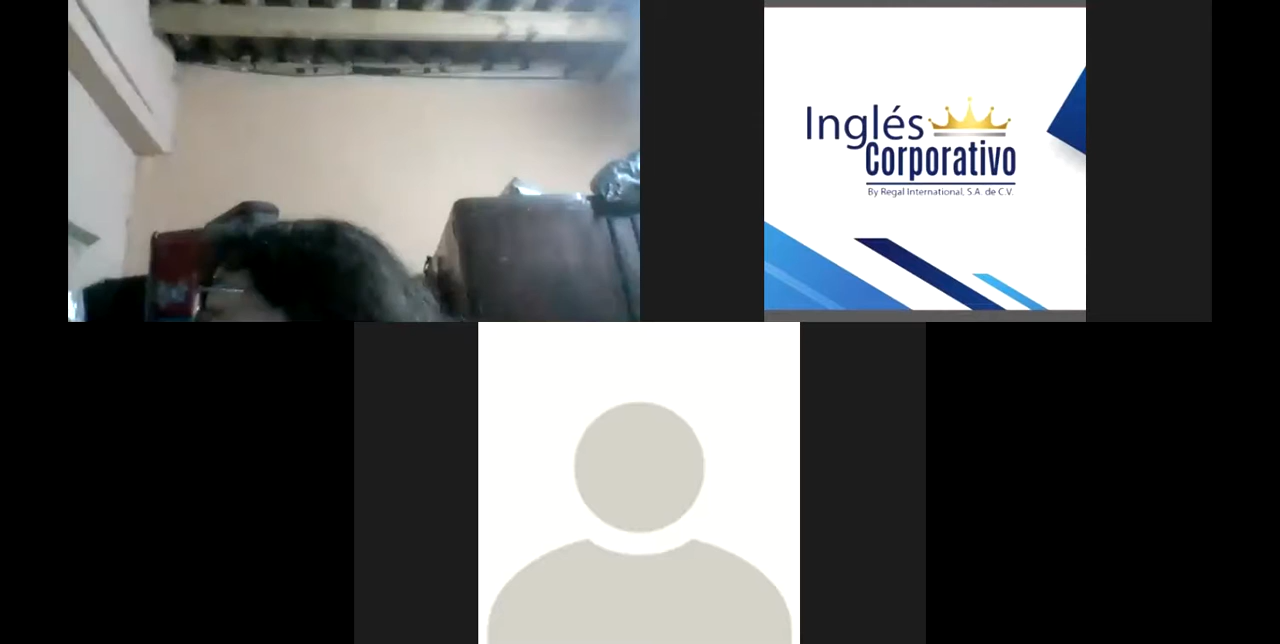 Inglés
Corporativo
By Regal International, S.A. de C.V.